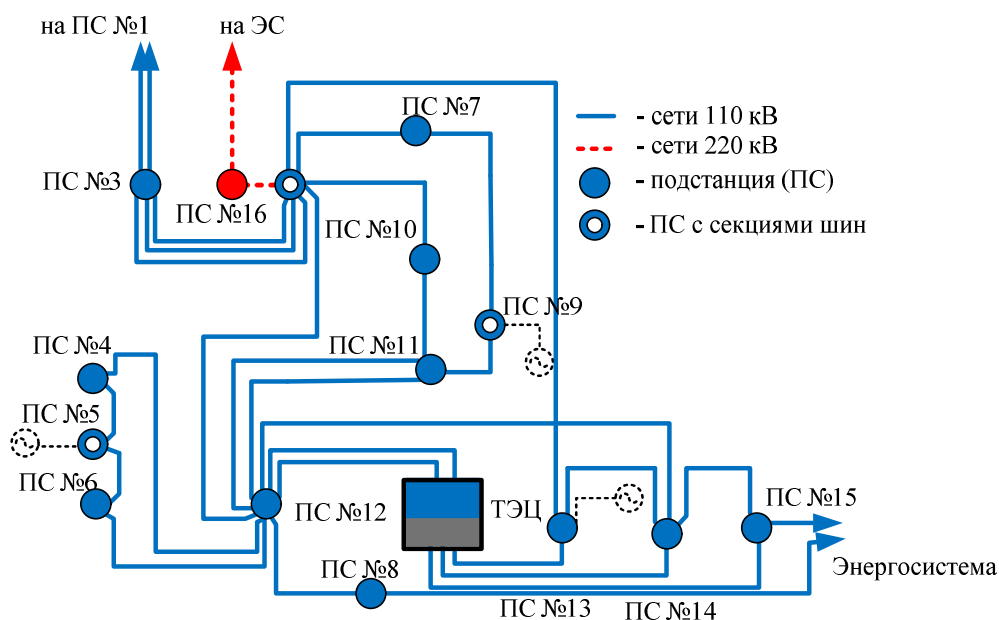 на ПС №1
на ЭС
ПС №7
- сети 110 кВ
- сети 220 кВ
ПС №3
- подстанция (ПС)
ПС №16
- ПС с секциями шин
ПС №10
ПС №9
ПС №4
ПС №11
ПС №5
ПС №6
ПС №12
ТЭЦ
ПС №15
ПС №8
Энергосистема
ПС №13
ПС №14